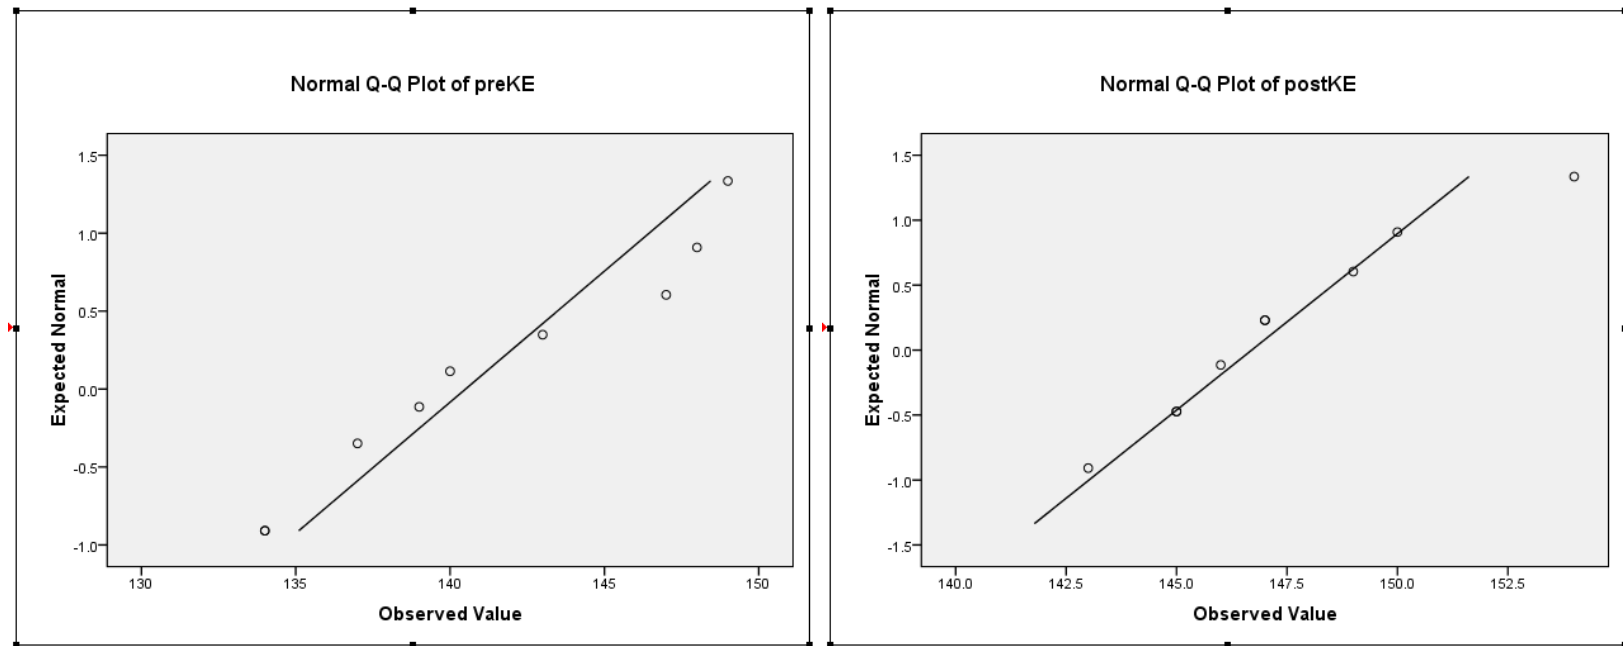 Normal Q-Q Plot of preKE
1.5
1.0
0.5
0.0
-0.5
-1.0
Expected Normal
130 135 140 145 150
Observed Value
Normal Q-Q Plot of postKE
1.5
1.0
0.5
0.0
-0.5
-1.0
-1.5
Expected Normal
140.0 142.5 145.0 147.5 150.0 152.5
Observed Value